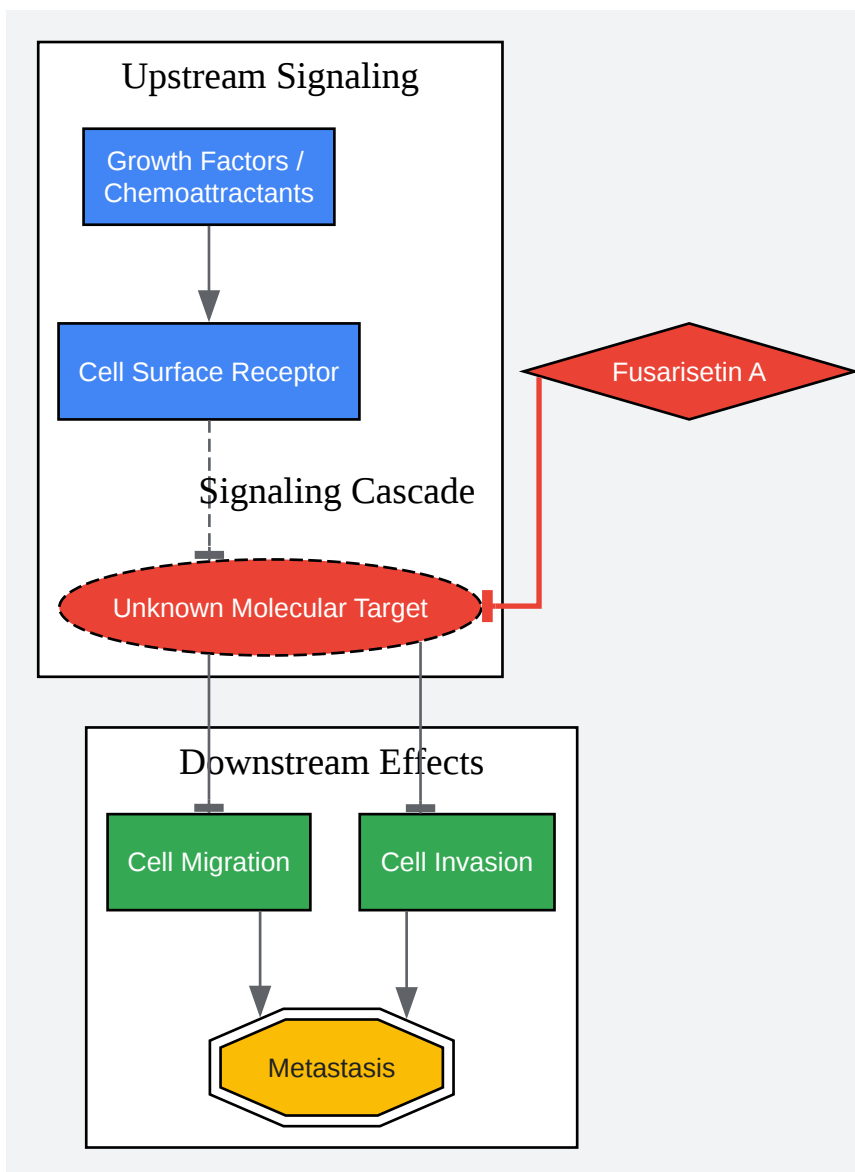 Upstream Signaling
Growth Factors /
Chemoattractants
Cell Surface Receptor
Fusarisetin A
Signaling Cascade
Unknown Molecular Target
Downstream Effects
Cell Migration
Cell Invasion
Metastasis